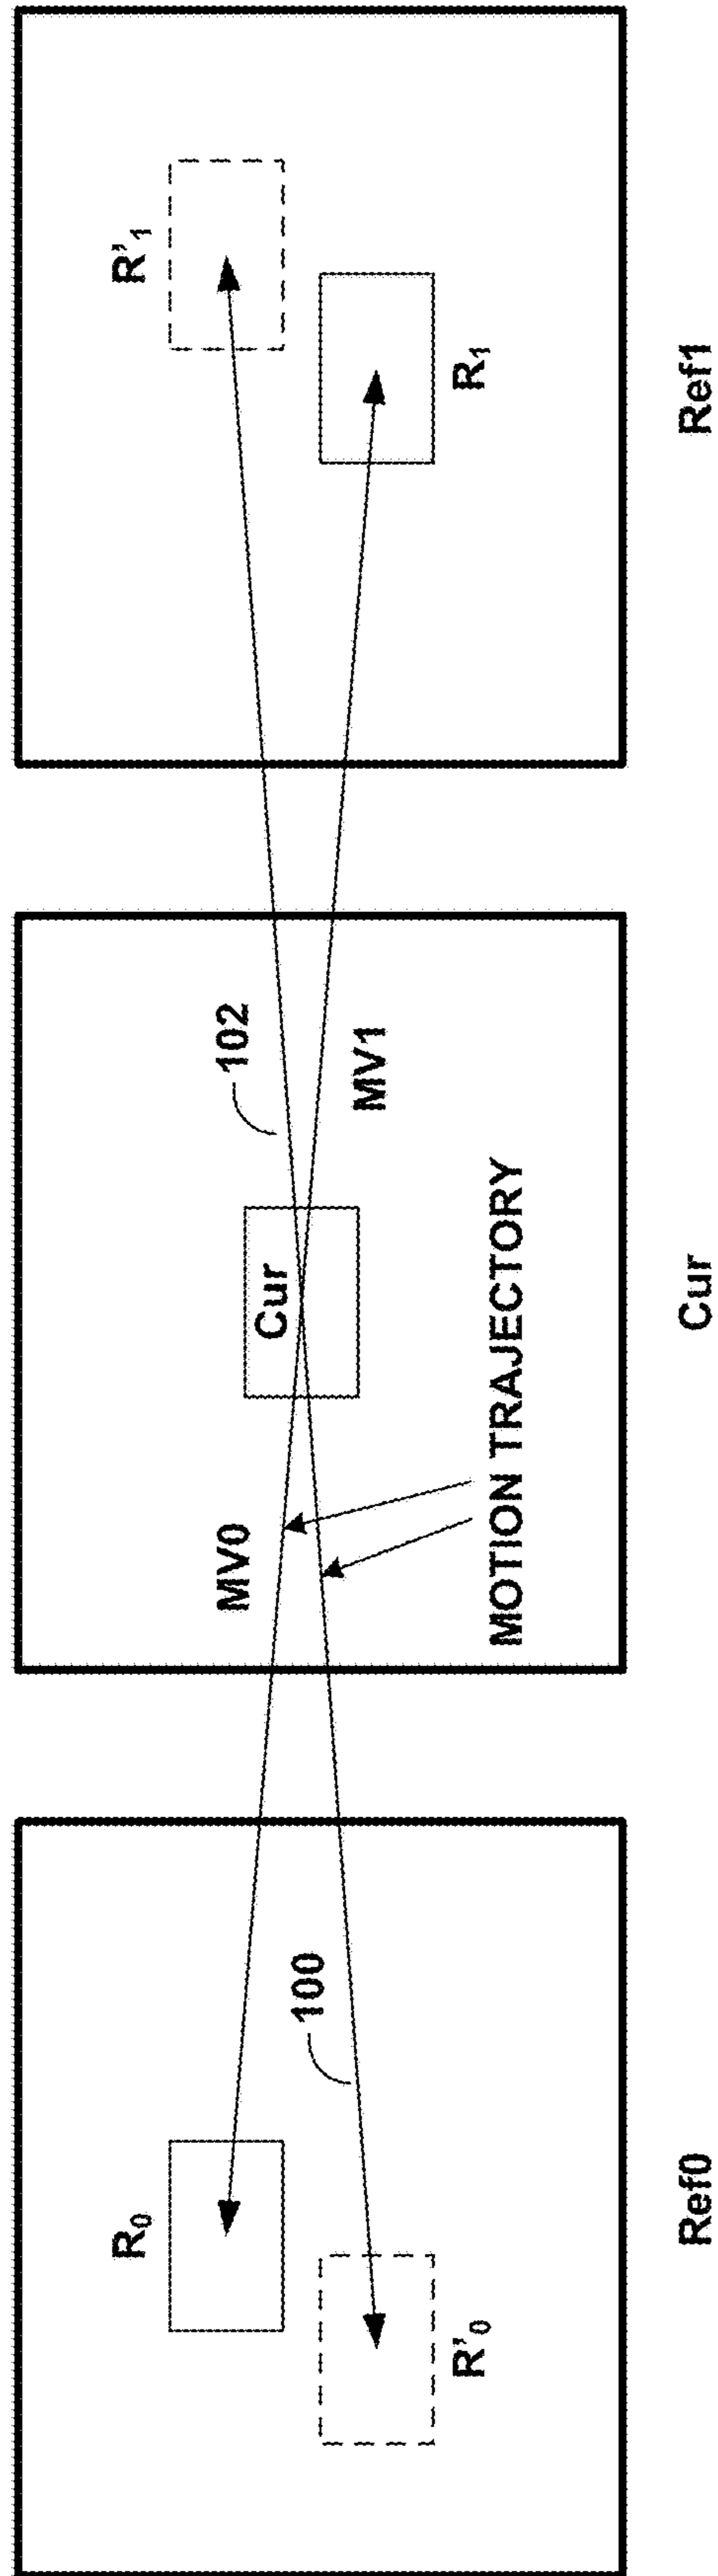 R0
R'0
100
Ref0
MV0
Cur
102
MV1
MOTION TRAJECTORY
Cur
R'1
R1
Ref1